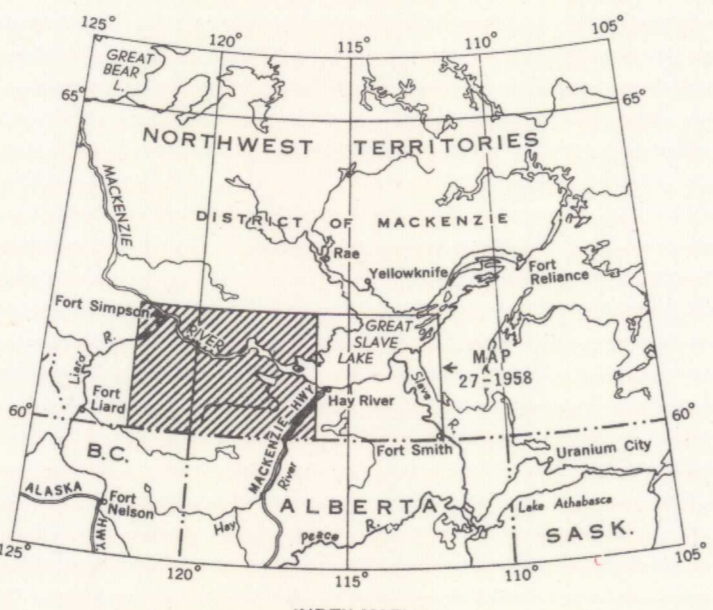 125°
120°
115°
110°
105°
GREAT
BEAR
L.
65°
65°
NORTHWEST TERRITORIES
MACKENZIE
DISTRICT OF MACKENZIE
Rae
Yellowknife
Fort
Reliance
Fort Simpson
RIVER
GREAT
SLAVE
LAKE
R.
Liard
MAP
27-1958
Slave
R.
Fort
Liard
Hay River
MACKENZIE-HWY
60°
60°
Fort Smith
Uranium City
B.C.
River
ALASKA
HWY
Fort
Nelson
Hay
ALBERTA
Peace R.
Lake Athabasca
SASK.
125°
120°
115°
110°
105°